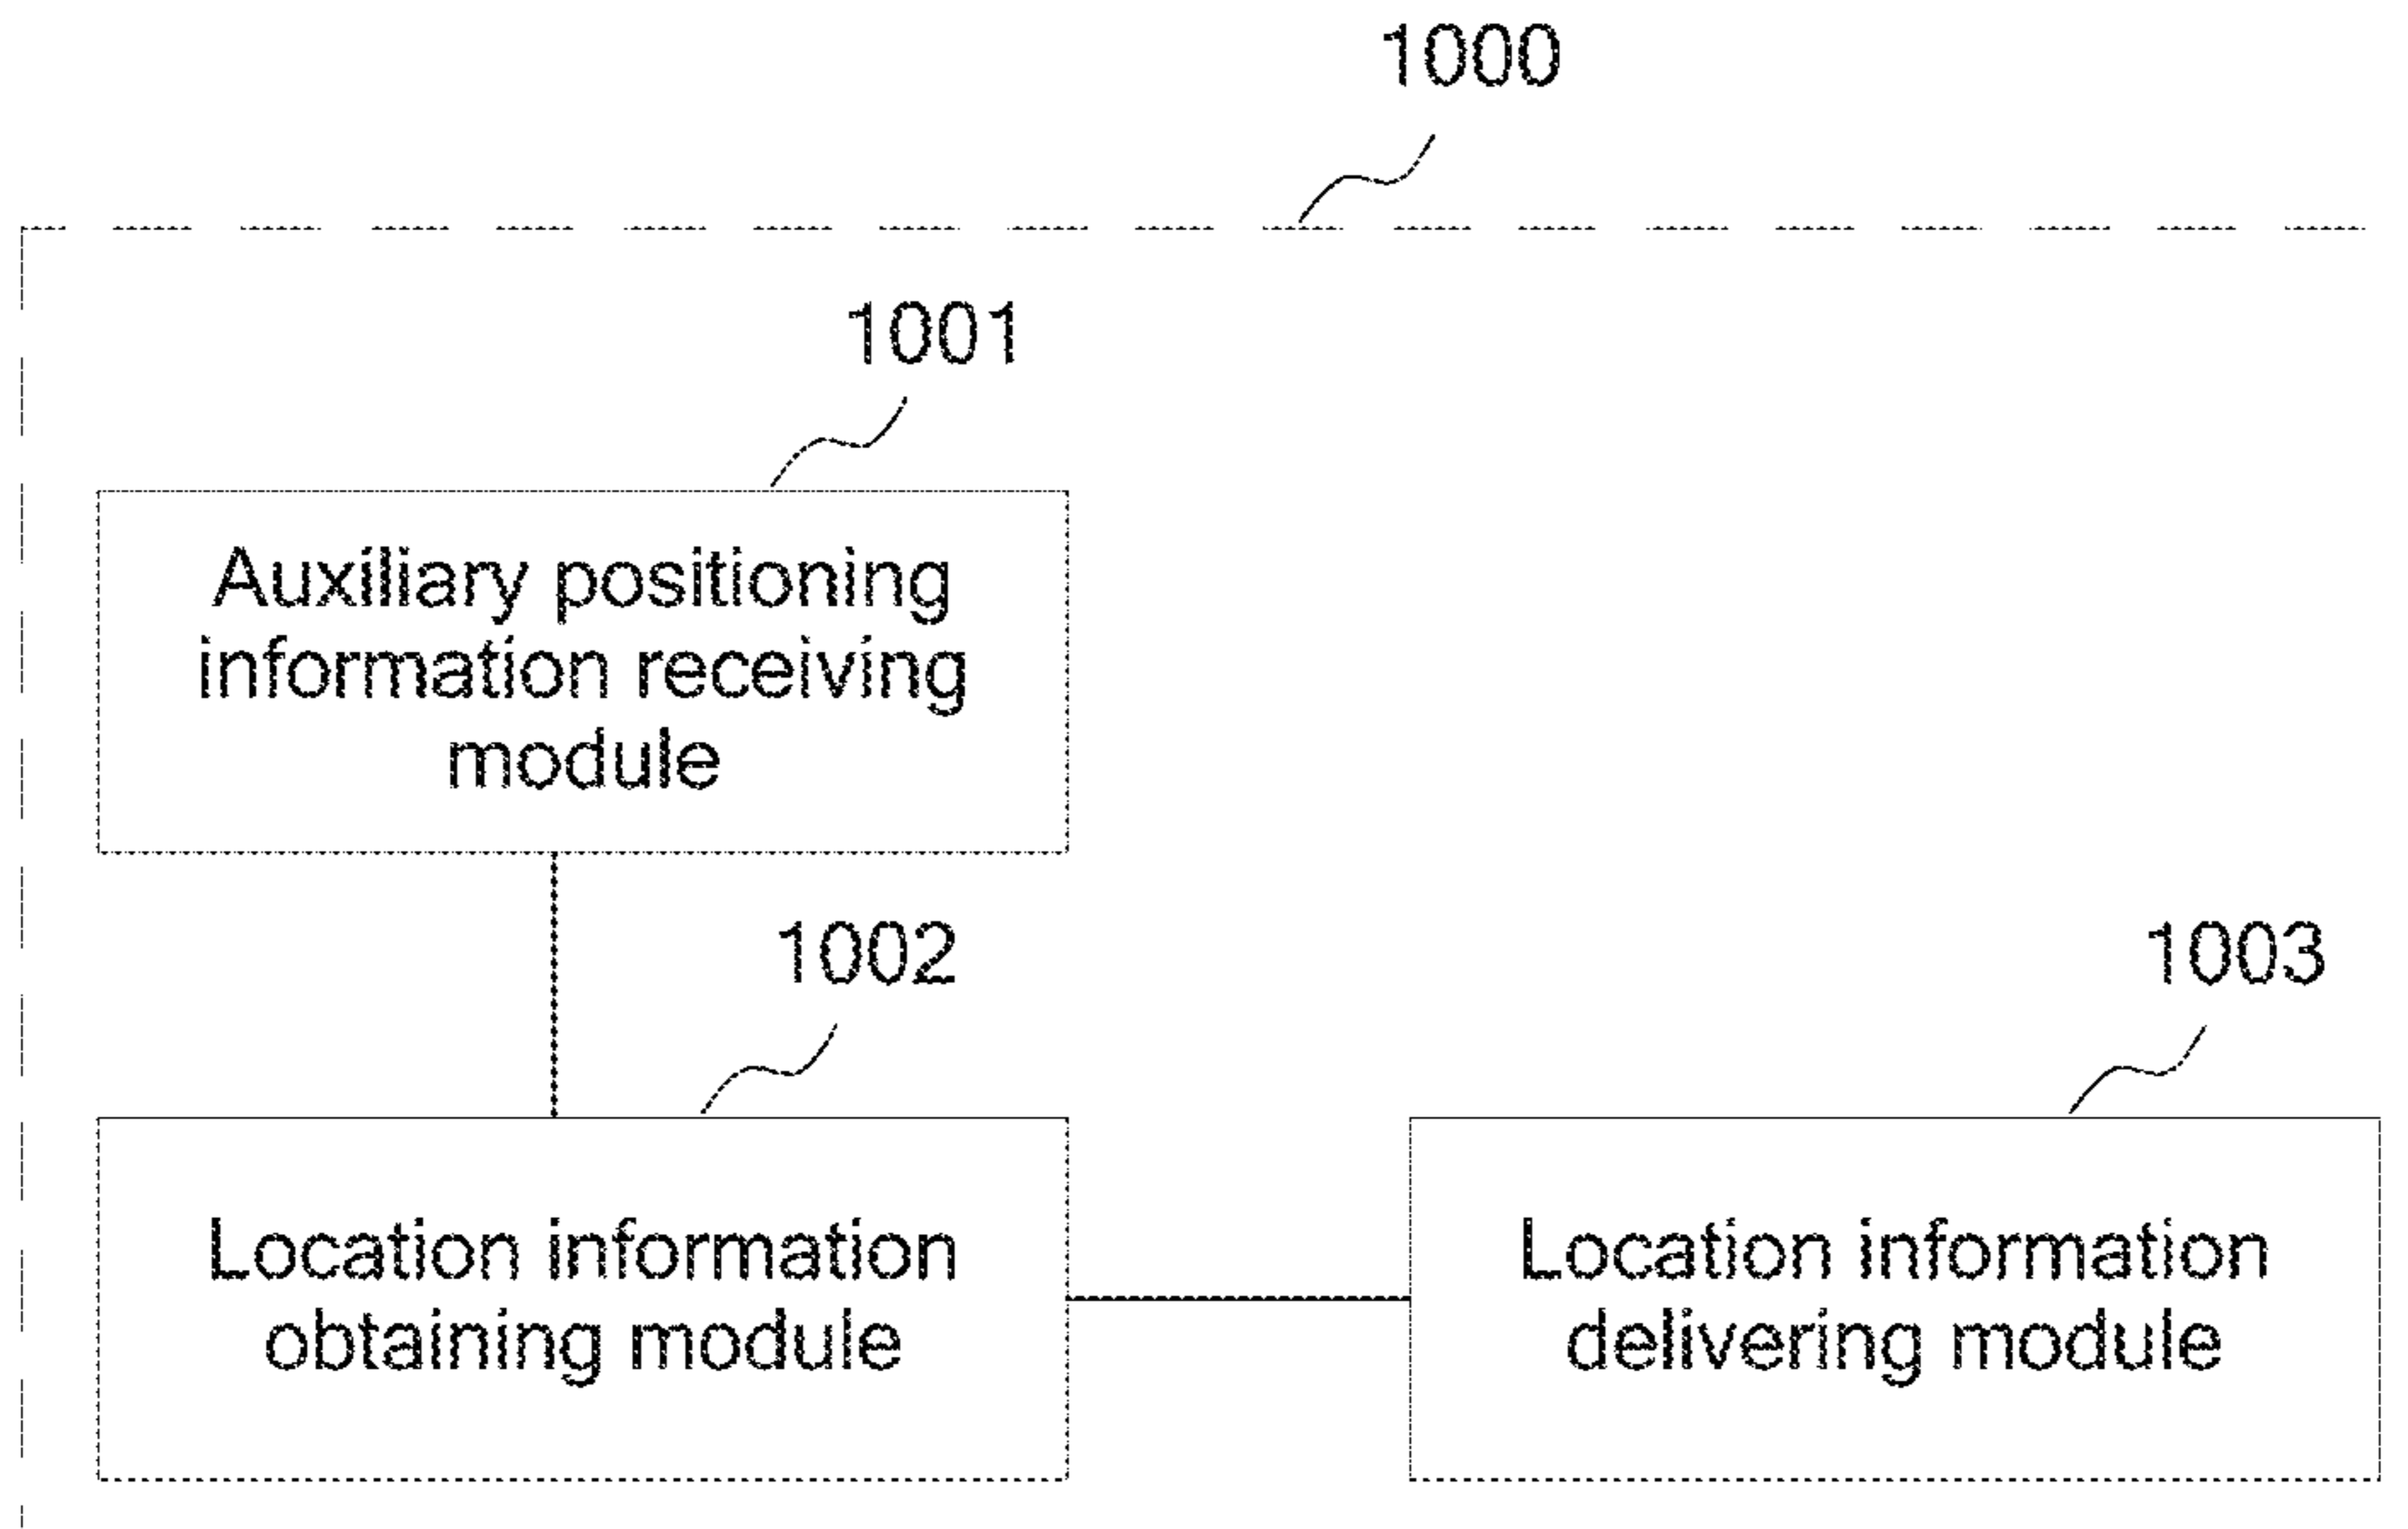 1000
1001
Auxiliary positioning
information receiving
module
1002
1003
Location information
obtaining module
Location information
delivering module